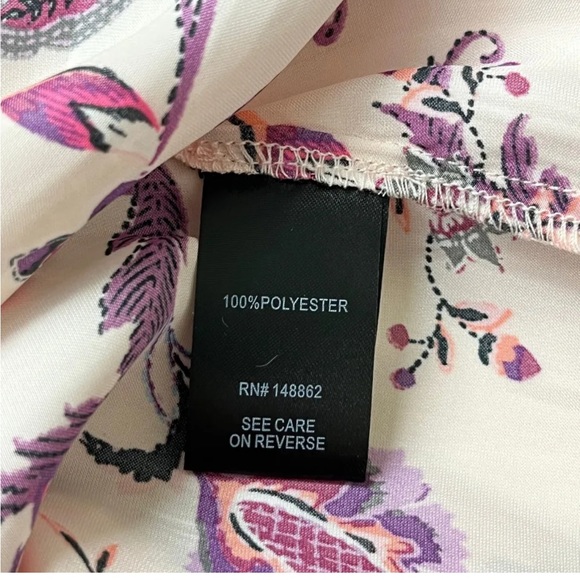 100%POLYESTER
RN# 148862
SEE CARE
ON REVERSE